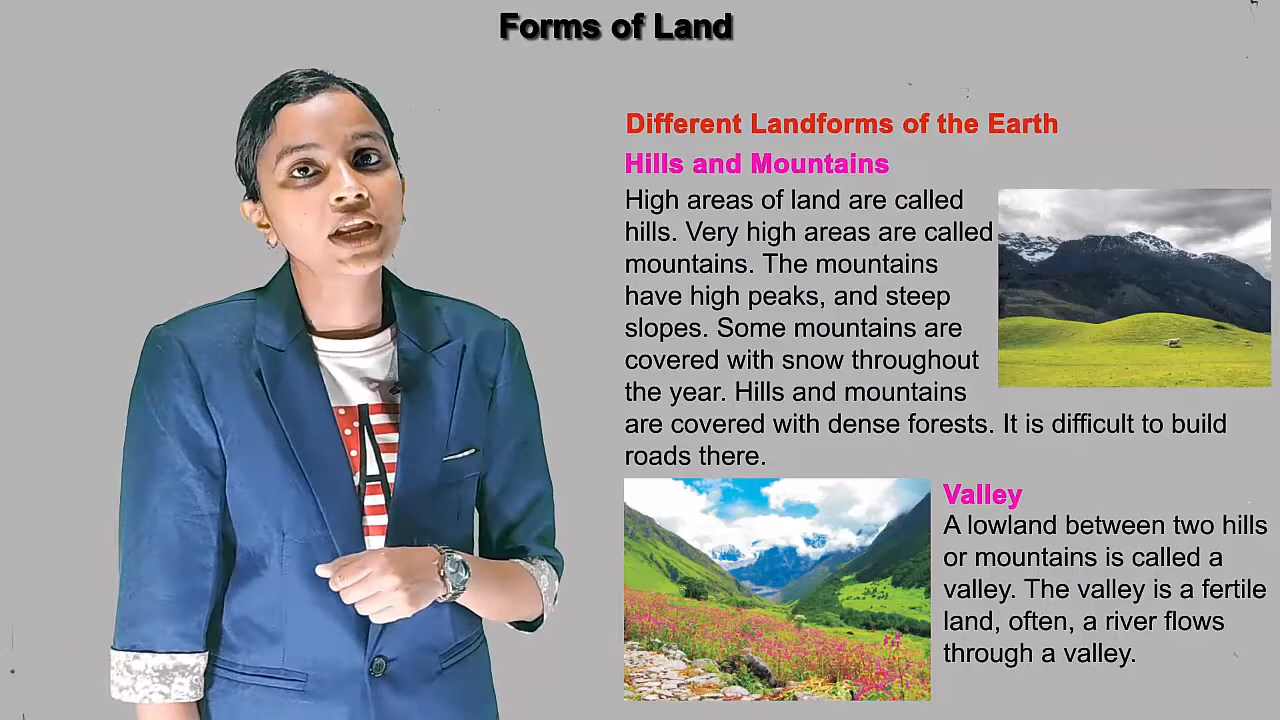 Forms of Land
Different Landforms of the Earth
Hills and Mountains
High areas of land are called
hills. Very high areas are called
mountains. The mountains
have high peaks, and steep
slopes. Some mountains are
covered with snow throughout
the year. Hills and mountains
are covered with dense forests. It is difficult to build
roads there.
Valley
A lowland between two hills
or mountains is called a
valley. The valley is a fertile
land, often, a river flows
through a valley.
A